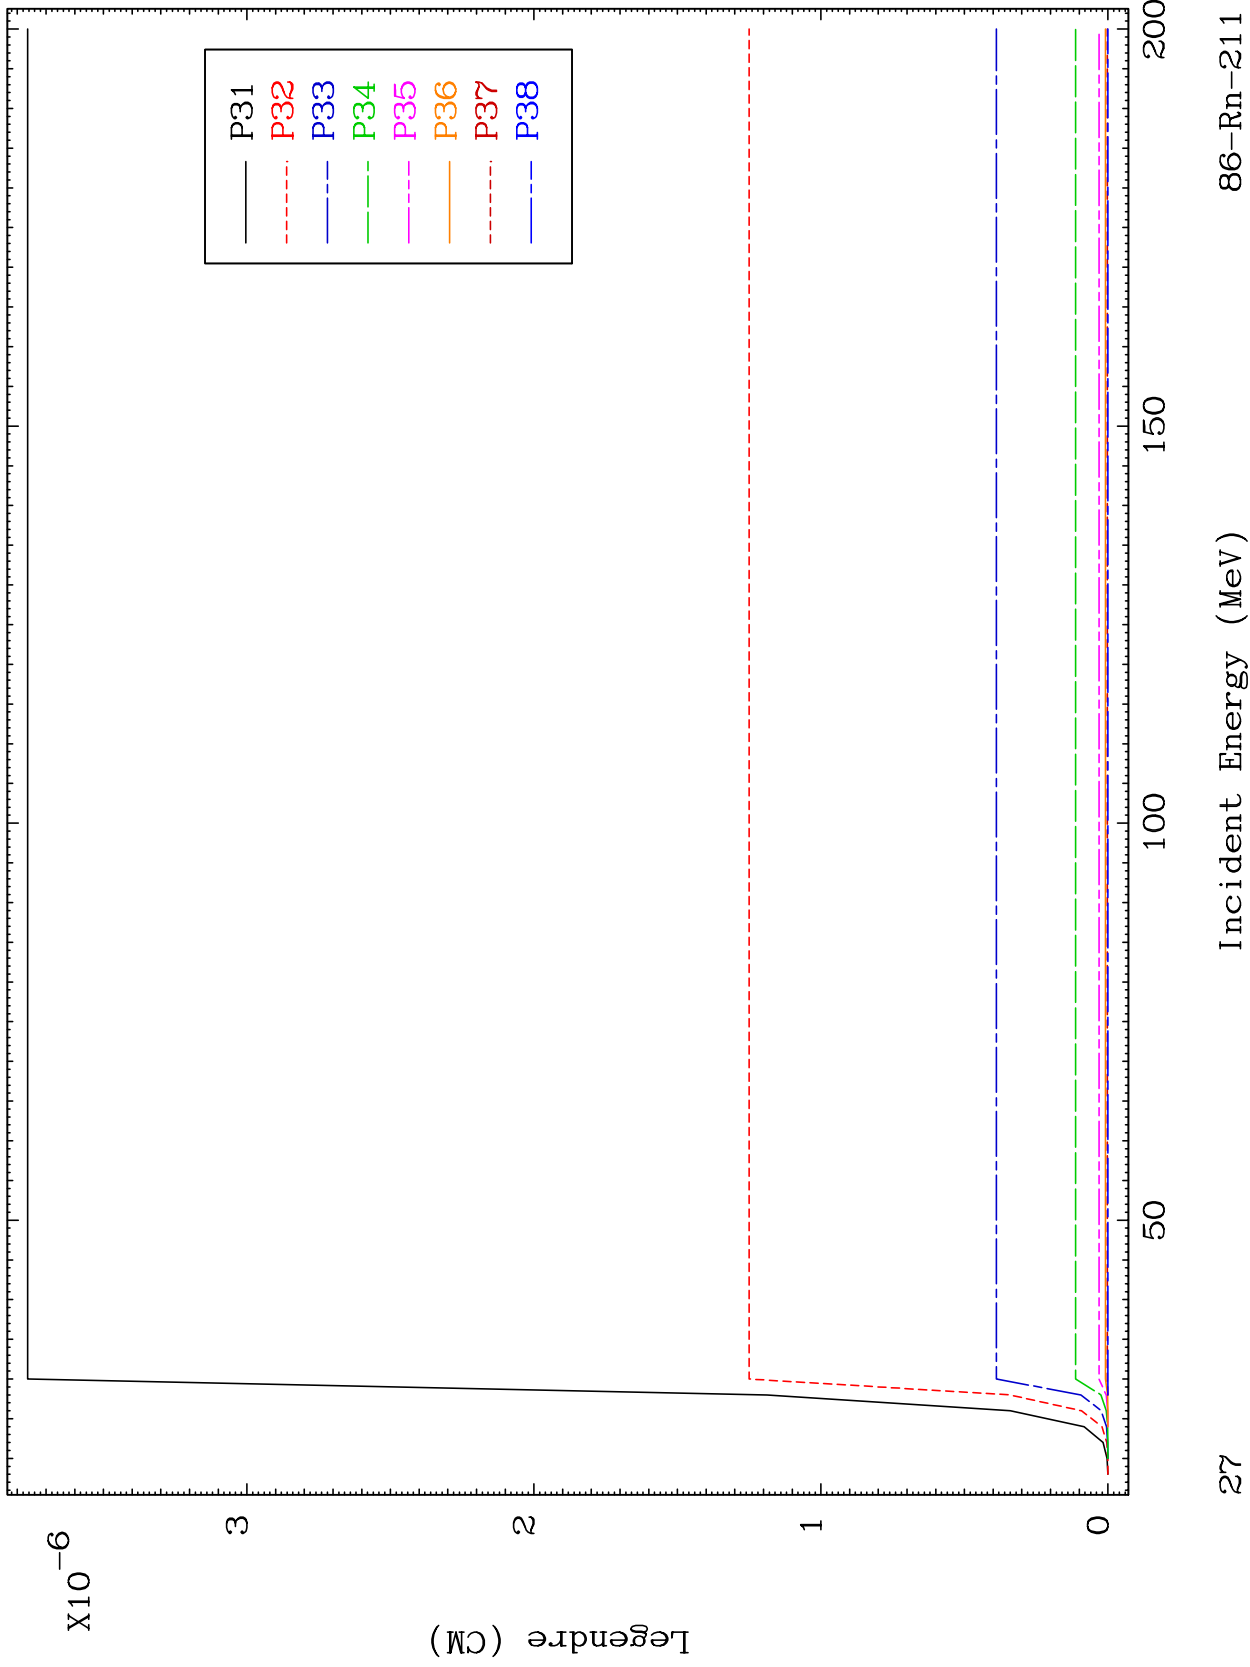 X10⁻⁶
Legendre (CM)
3
2
1
0
P31
P32
P33
P34
P35
P36
P37
P38
50
100
150
200
Incident Energy (MeV)
27
86-Rn-211